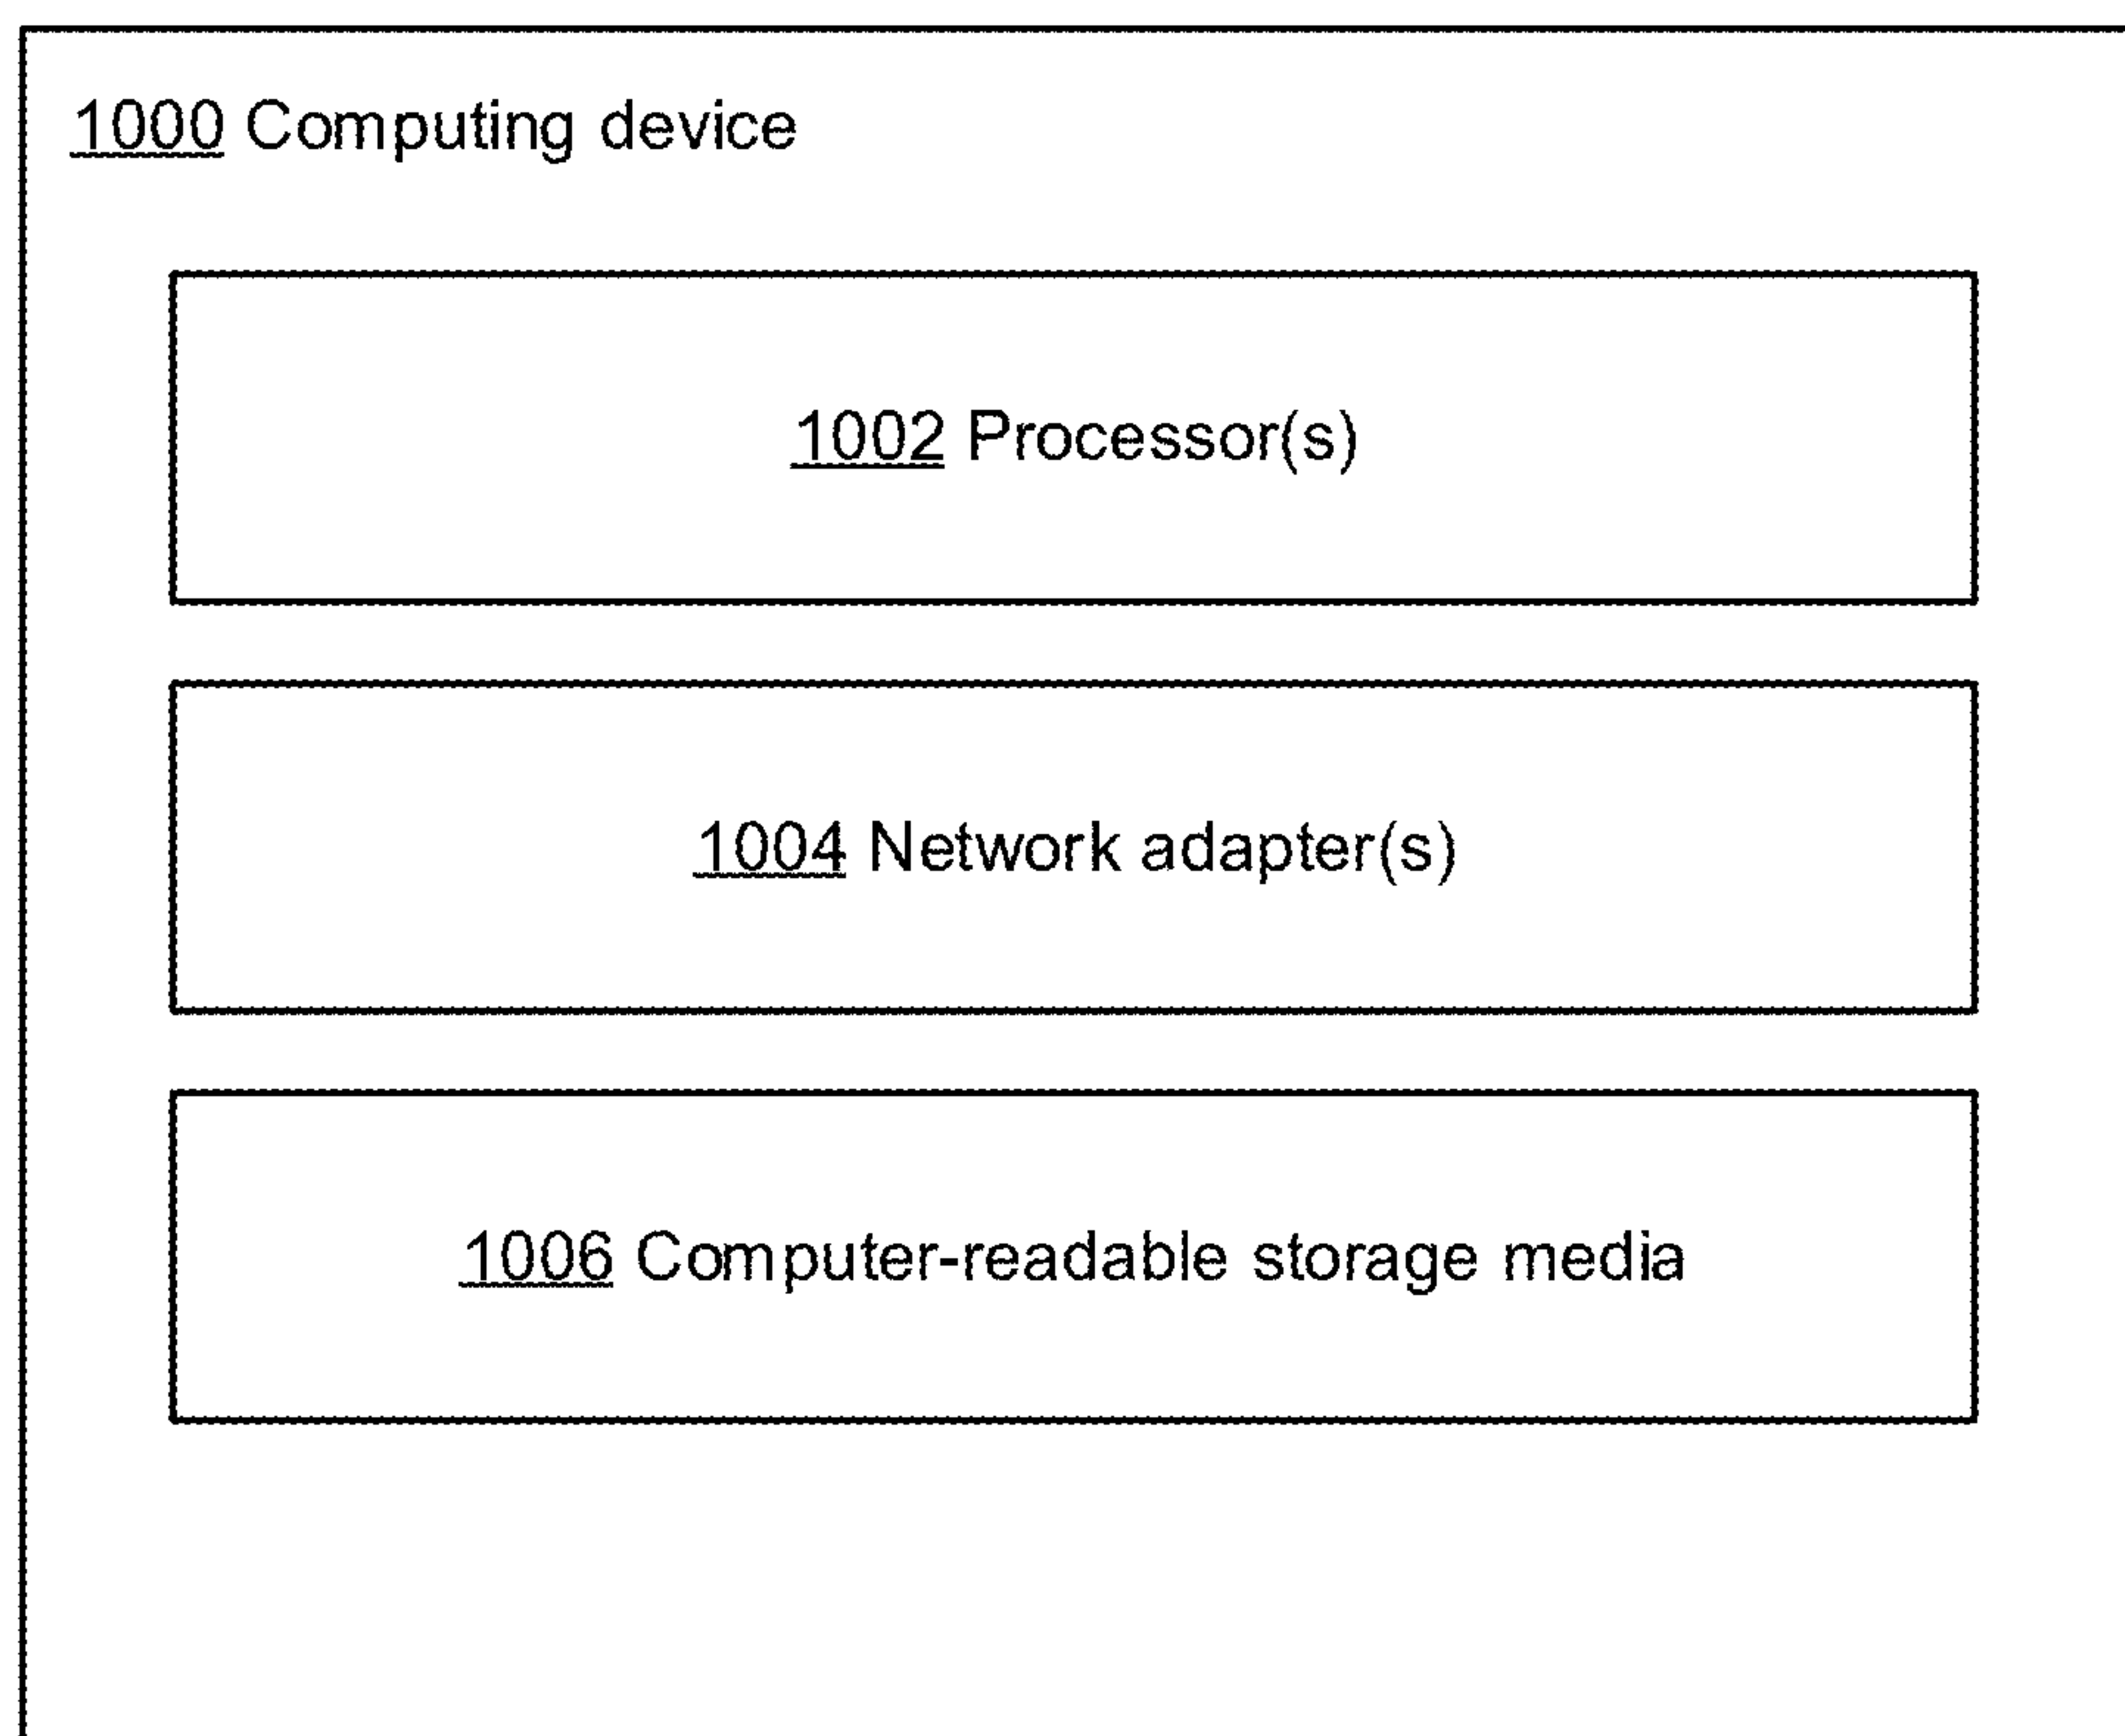 1000 Computing device
1002 Processor(s)
1004 Network adapter(s)
1006 Computer-readable storage media